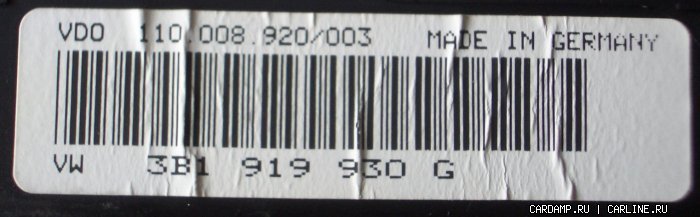 VDO 110.008.920/003 MADE IN GERMANY
VW 3B1 919 930 G
CARDAMP.RU | CARLINE.RU